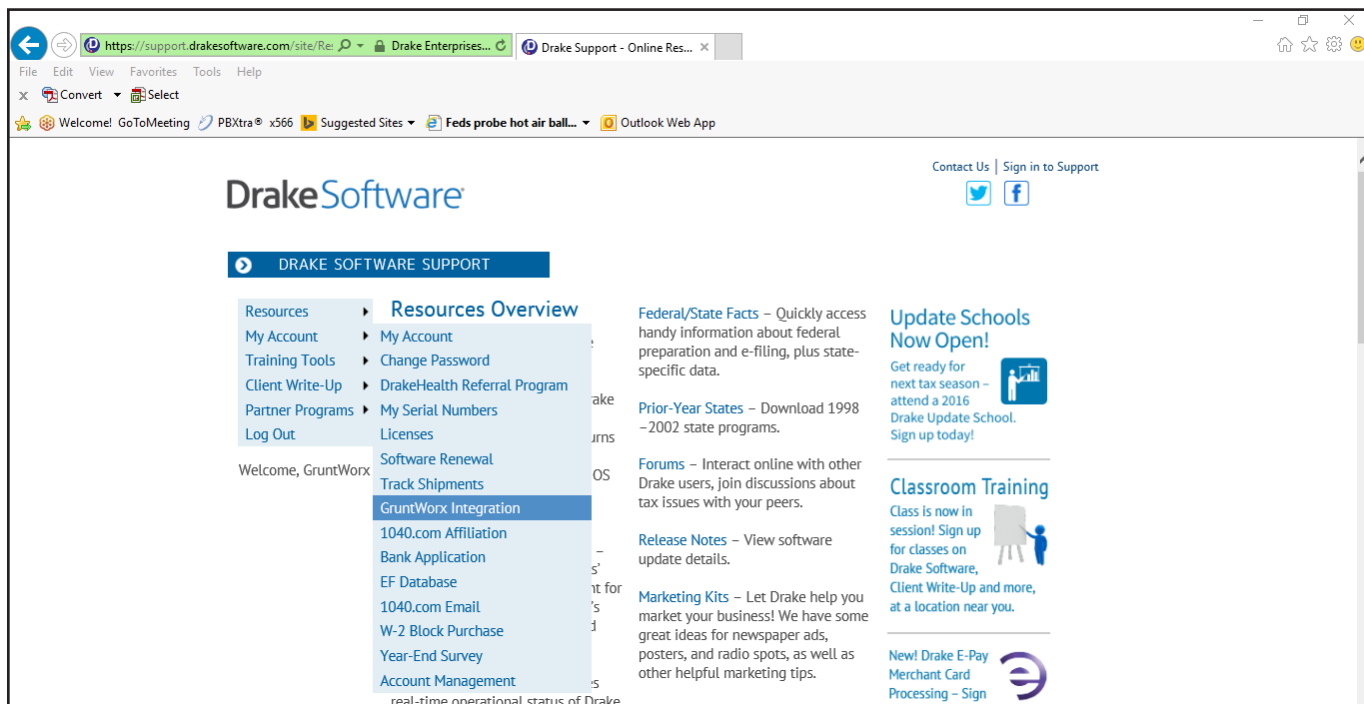 https://support.drakesoftware.com/site/Re
Drake Enterprises...
Drake Support - Online Res...
File Edit View Favorites Tools Help
x Convert Select
Welcome! GoToMeeting PBXtra® x566 Suggested Sites Feds probe hot air ball... Outlook Web App
Contact Us | Sign in to Support
DrakeSoftware
DRAKE SOFTWARE SUPPORT
Resources
My Account
Training Tools
Client Write-Up
Partner Programs
Log Out
Welcome, GruntWorx
Resources Overview
My Account
Change Password
DrakeHealth Referral Program
My Serial Numbers
Licenses
Software Renewal
Track Shipments
GruntWorx Integration
1040.com Affiliation
Bank Application
EF Database
1040.com Email
W-2 Block Purchase
Year-End Survey
Account Management
real-time operational status of Drake
Federal/State Facts – Quickly access
handy information about federal
preparation and e-filing, plus state-
specific data.
Prior-Year States – Download 1998
–2002 state programs.
Forums – Interact online with other
Drake users, join discussions about
tax issues with your peers.
Release Notes – View software
update details.
Marketing Kits – Let Drake help you
market your business! We have some
great ideas for newspaper ads,
posters, and radio spots, as well as
other helpful marketing tips.
Update Schools
Now Open!
Get ready for
next tax season –
attend a 2016
Drake Update School.
Sign up today!
Classroom Training
Class is now in
session! Sign up
for classes on
Drake Software,
Client Write-Up and more,
at a location near you.
New! Drake E-Pay
Merchant Card
Processing – Sign